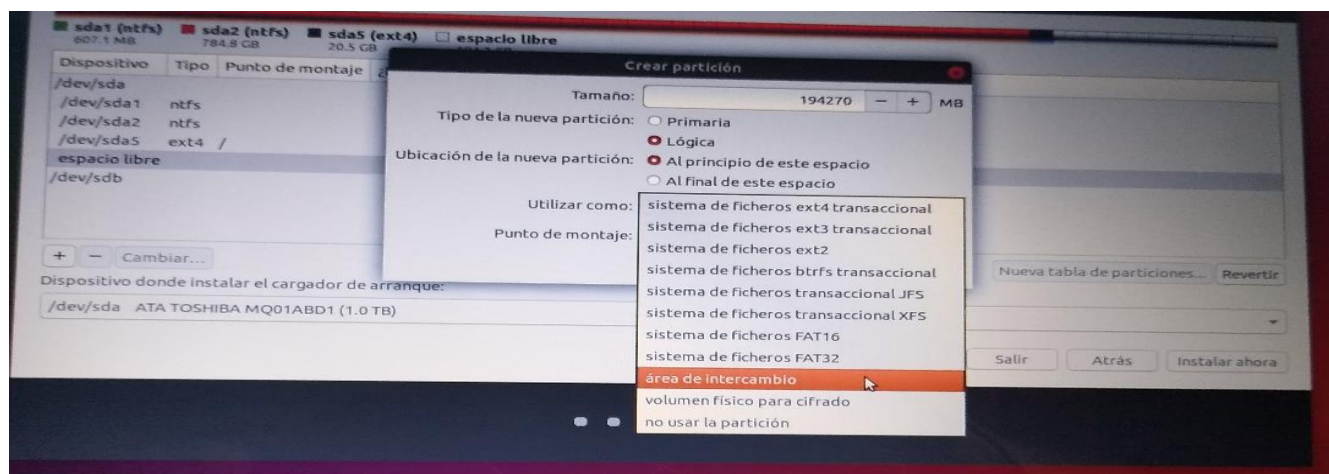 sda1 (ntfs) sda2 (ntfs) sda5 (ext4) espacio libre
607.1 MB 784.8 GB 20.5 GB
Dispositivo Tipo Punto de montaje
Crear partición
/dev/sda
/dev/sda1 ntfs
/dev/sda2 ntfs
/dev/sda5 ext4 /
espacio libre
/dev/sdb
Tamaño: 194270 − + MB
Tipo de la nueva partición: Primaria
Lógica
Ubicación de la nueva partición: Al principio de este espacio
Al final de este espacio
Utilizar como: sistema de ficheros ext4 transaccional
Punto de montaje: sistema de ficheros ext3 transaccional
sistema de ficheros ext2
sistema de ficheros btrfs transaccional
sistema de ficheros transaccional JFS
sistema de ficheros transaccional XFS
sistema de ficheros FAT16
sistema de ficheros FAT32
área de intercambio
volumen físico para cifrado
no usar la partición
+ − Cambiar...
Nueva tabla de particiones... Revertir
Dispositivo donde instalar el cargador de arranque:
/dev/sda ATA TOSHIBA MQ01ABD1 (1.0 TB)
Salir Atrás Instalar ahora